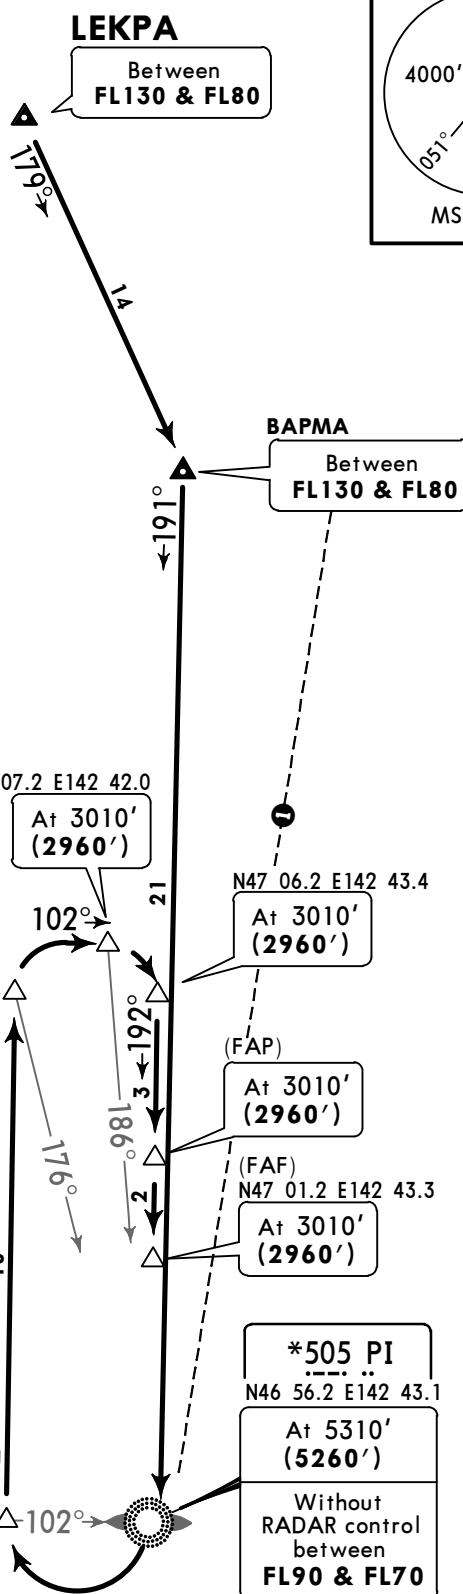 LEKPA
Between
FL130 & FL80
4000'
051°
MS
179°
14
BAPMA
Between
FL130 & FL80
191°
07.2 E142 42.0
At 3010'
(2960')
1
21
102°
N47 06.2 E142 43.4
At 3010'
(2960')
192°
3
(FAP)
At 3010'
(2960')
186°
176°
2
(FAF)
N47 01.2 E142 43.3
At 3010'
(2960')
*505 PI
N46 56.2 E142 43.1
At 5310'
(5260')
102°
Without
RADAR control
between
FL90 & FL70